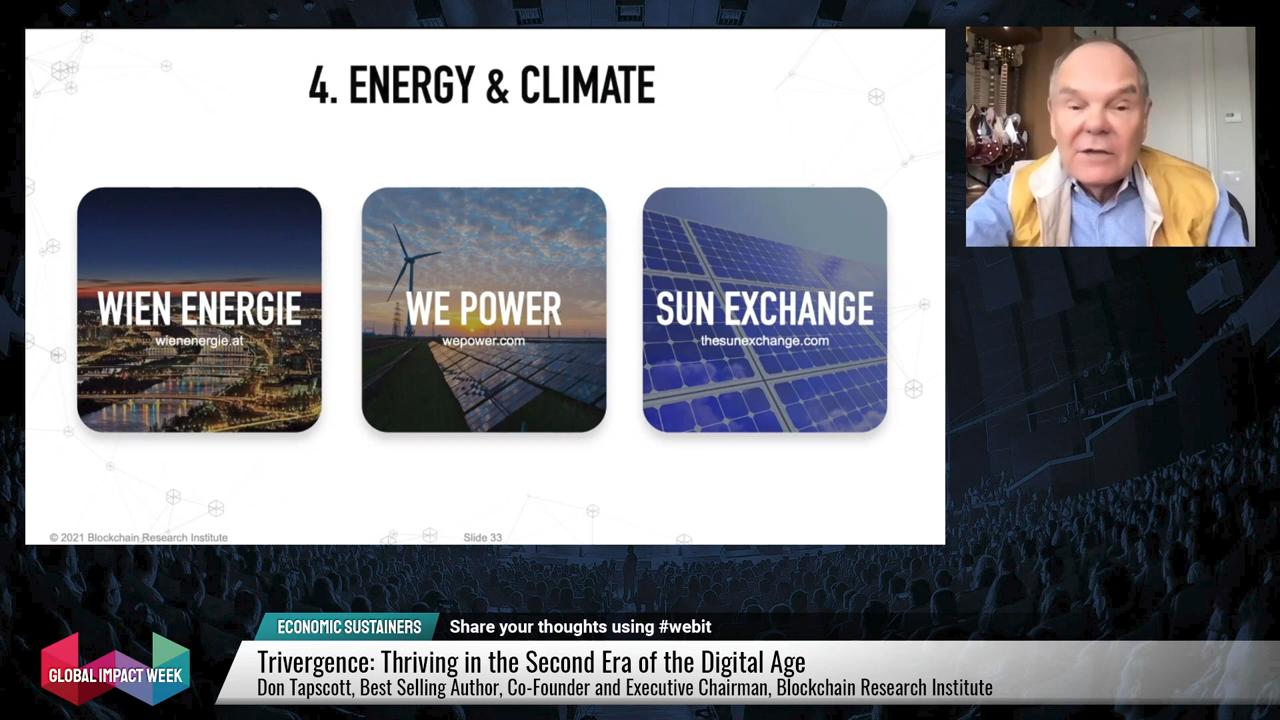 4. ENERGY & CLIMATE
WIEN ENERGIE
wienenergie.at
WE POWER
wepower.com
SUN EXCHANGE
thesunexchange.com
© 2021 Blockchain Research Institute
Slide 33
ECONOMIC SUSTAINERS
Share your thoughts using #webit
GLOBAL IMPACT WEEK
Trivergence: Thriving in the Second Era of the Digital Age
Don Tapscott, Best Selling Author, Co-Founder and Executive Chairman, Blockchain Research Institute